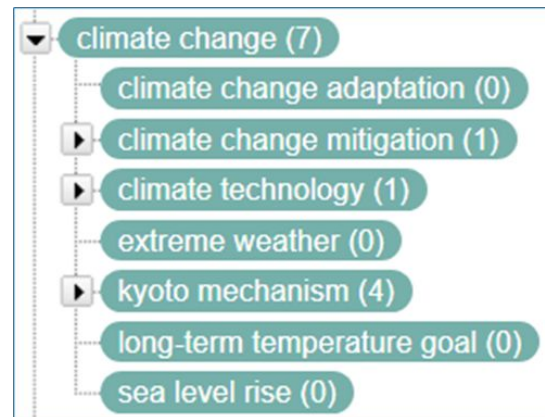 climate change (7)
climate change adaptation (0)
climate change mitigation (1)
climate technology (1)
extreme weather (0)
kyoto mechanism (4)
long-term temperature goal (0)
sea level rise (0)